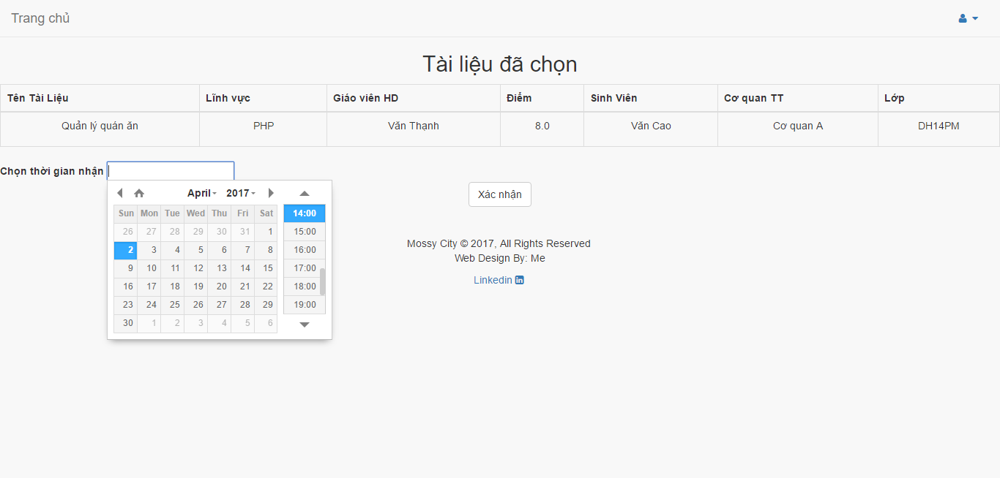 Trang chủ
Tài liệu đã chọn
Tên Tài Liệu Lĩnh vực Giáo viên HD Điểm Sinh Viên Cơ quan TT Lớp
Quản lý quán ăn PHP Văn Thạnh 8.0 Văn Cao Cơ quan A DH14PM
Chọn thời gian nhận
April 2017
Sun Mon Tue Wed Thu Fri Sat
26 27 28 29 30 31 1
2 3 4 5 6 7 8
9 10 11 12 13 14 15
16 17 18 19 20 21 22
23 24 25 26 27 28 29
30 1 2 3 4 5 6
14:00
15:00
16:00
17:00
18:00
19:00
Xác nhận
Mossy City © 2017, All Rights Reserved
Web Design By: Me
Linkedin in